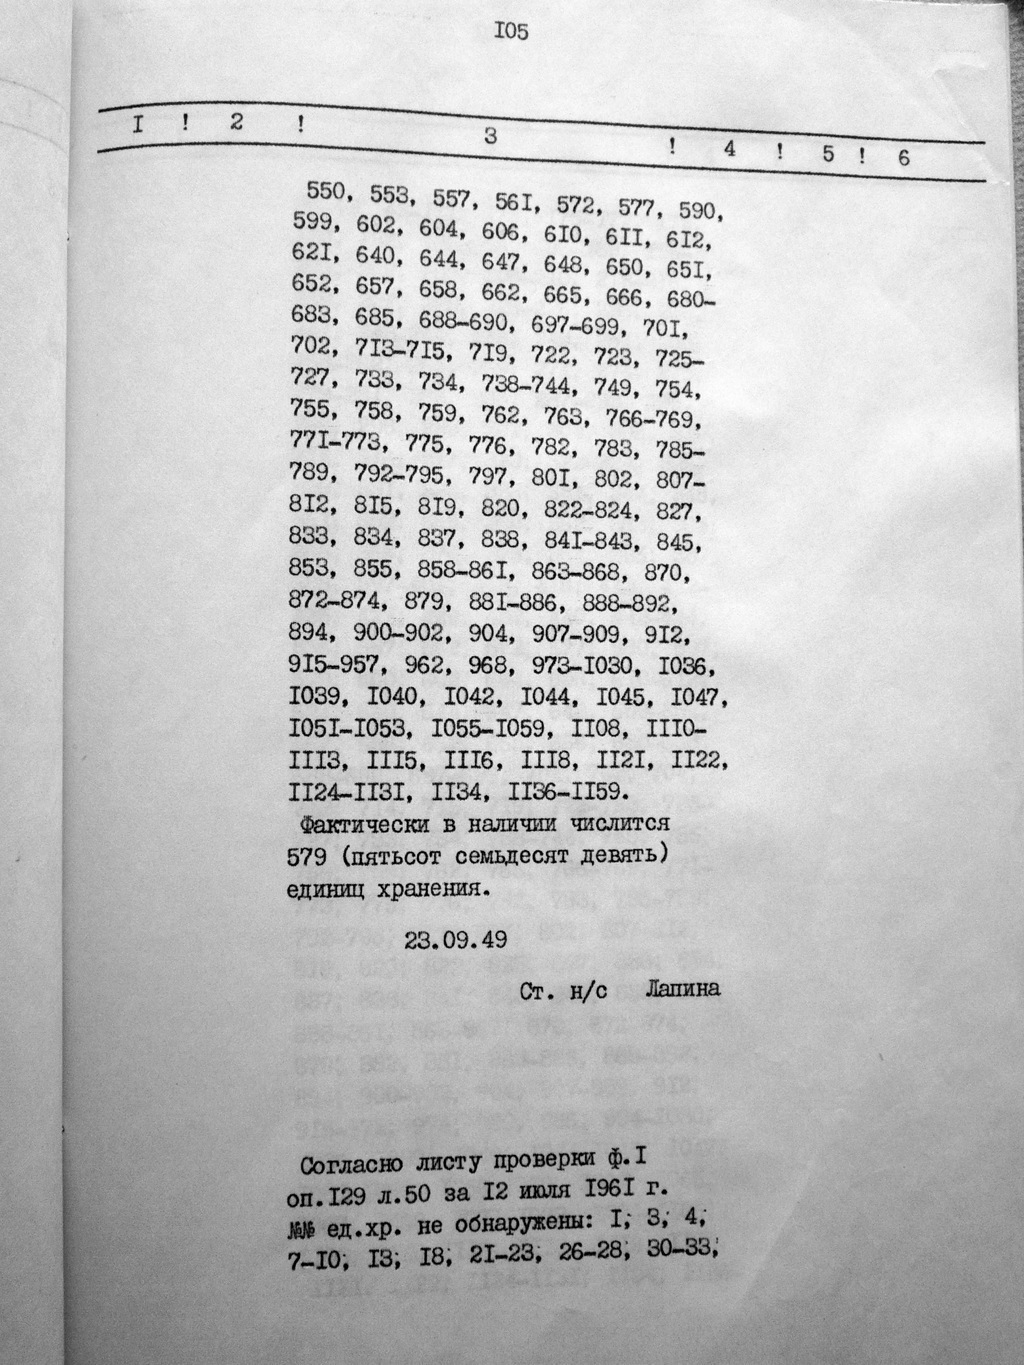 I05
I ! 2 ! 3 ! 4 ! 5 ! 6
550, 553, 557, 56I, 572, 577, 590,
599, 602, 604, 606, 6I0, 6II, 6I2,
62I, 640, 644, 647, 648, 650, 65I,
652, 657, 658, 662, 665, 666, 680-
683, 685, 688-690, 697-699, 70I,
702, 7I3-7I5, 7I9, 722, 723, 725-
727, 733, 734, 738-744, 749, 754,
755, 758, 759, 762, 763, 766-769,
77I-773, 775, 776, 782, 783, 785-
789, 792-795, 797, 80I, 802, 807-
8I2, 8I5, 8I9, 820, 822-824, 827,
833, 834, 837, 838, 84I-843, 845,
853, 855, 858-86I, 863-868, 870,
872-874, 879, 88I-886, 888-892,
894, 900-902, 904, 907-909, 9I2,
9I5-957, 962, 968, 973-I030, I036,
I039, I040, I042, I044, I045, I047,
I05I-I053, I055-I059, II08, III0-
III3, III5, III6, III8, II2I, II22,
II24-II3I, II34, II36-II59.
Фактически в наличии числится
579 (пятьсот семьдесят девять)
единиц хранения.
23.09.49
Ст. н/с Лапина
Согласно листу проверки ф.I
оп.I29 л.50 за I2 июля I96I г.
№№ ед.хр. не обнаружены: I; 3; 4;
7-I0; I3; I8; 2I-23; 26-28; 30-33;